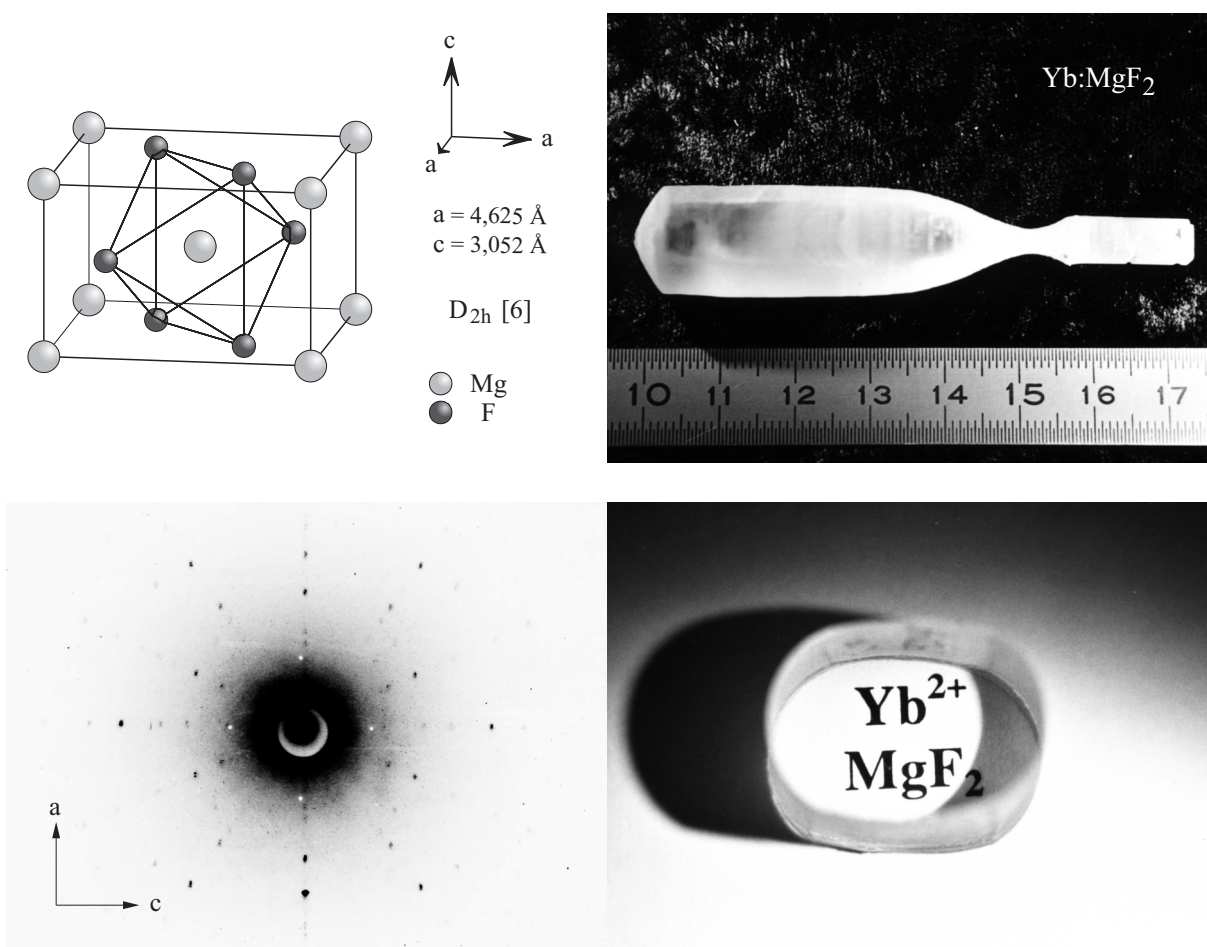 c
a
a
a = 4,625 Å
c = 3,052 Å
D2h [6]
Mg
F
Yb:MgF2
10 11 12 13 14 15 16 17
a
c
Yb2+
MgF2